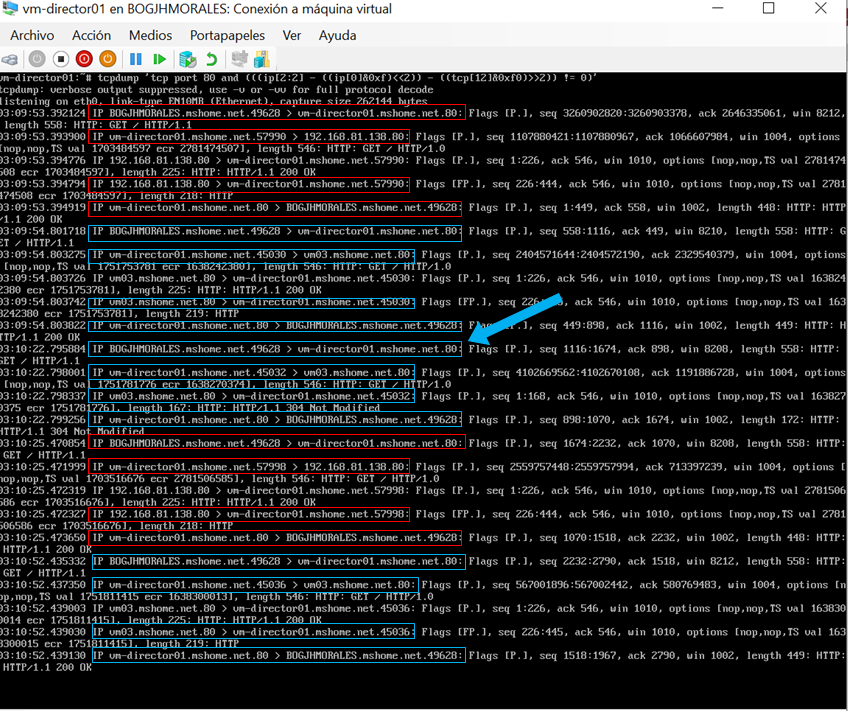 vm-director01 en BOGJHMORALES: Conexión a máquina virtual
Archivo Acción Medios Portapapeles Ver Ayuda
vm-director01:~# tcpdump 'tcp port 80 and (((ip[2:2] - ((ip[0]&0xf)<<2)) - ((tcp[12]&0xf0)>>2)) != 0)'
tcpdump: verbose output suppressed, use -v or -vv for full protocol decode
listening on eth0, link-type EN10MB (Ethernet), capture size 262144 bytes
03:09:53.392124 IP BOGJHMORALES.mshome.net.49628 > vm-director01.mshome.net.80: Flags [P.], seq 3260902820:3260903378, ack 2646335061, win 8212,
length 558: HTTP: GET / HTTP/1.1
03:09:53.393900 IP vm-director01.mshome.net.57990 > 192.168.81.138.80: Flags [P.], seq 1107880421:1107880967, ack 1066607984, win 1004, options
[nop,nop,TS val 1703484597 ecr 2781474507], length 546: HTTP: GET / HTTP/1.0
03:09:53.394776 IP 192.168.81.138.80 > vm-director01.mshome.net.57990: Flags [P.], seq 1:226, ack 546, win 1010, options [nop,nop,TS val 2781474
508 ecr 1703484597], length 225: HTTP: HTTP/1.1 200 OK
03:09:53.394794 IP 192.168.81.138.80 > vm-director01.mshome.net.57990: Flags [FP.], seq 226:444, ack 546, win 1010, options [nop,nop,TS val 2781
474508 ecr 1703484597], length 218: HTTP
03:09:53.394919 IP vm-director01.mshome.net.80 > BOGJHMORALES.mshome.net.49628: Flags [P.], seq 1:449, ack 558, win 1002, length 448: HTTP: HTTP
/1.1 200 OK
03:09:54.801718 IP BOGJHMORALES.mshome.net.49628 > vm-director01.mshome.net.80: Flags [P.], seq 558:1116, ack 449, win 8210, length 558: HTTP: G
ET / HTTP/1.1
03:09:54.803275 IP vm-director01.mshome.net.45030 > vm03.mshome.net.80: Flags [P.], seq 2404571644:2404572190, ack 2329540379, win 1004, options
[nop,nop,TS val 1751753781 ecr 1638242380], length 546: HTTP: GET / HTTP/1.0
03:09:54.803726 IP vm03.mshome.net.80 > vm-director01.mshome.net.45030: Flags [P.], seq 1:226, ack 546, win 1010, options [nop,nop,TS val 163824
2380 ecr 1751753781], length 225: HTTP: HTTP/1.1 200 OK
03:09:54.803742 IP vm03.mshome.net.80 > vm-director01.mshome.net.45030: Flags [FP.], seq ack 546, win 1010, options [nop,nop,TS val 163
8242380 ecr 1751753781], length 219: HTTP
03:09:54.803822 IP vm-director01.mshome.net.80 > BOGJHMORALES.mshome.net.49628: [P.], seq 449:898, ack 1116, win 1002, length 449: HTTP: H
TTP/1.1 200 OK
03:10:22.795884 IP BOGJHMORALES.mshome.net.49628 > vm-director01.mshome.net.80: Flags [P.], seq 1116:1674, ack 898, win 8208, length 558: HTTP:
GET / HTTP/1.1
03:10:22.798001 IP vm-director01.mshome.net.45032 > vm03.mshome.net.80: Flags [P.], seq 4102669562:4102670108, ack 1191886728, win 1004, options
[nop,nop,TS val 1751781776 ecr 1638270374], length 546: HTTP: GET / HTTP/1.0
03:10:22.798337 IP vm03.mshome.net.80 > vm-director01.mshome.net.45032: Flags [P.], seq 1:168, ack 546, win 1010, options [nop,nop,TS val 163827
0375 ecr 1751781776], length 167: HTTP: HTTP/1.1 304 Not Modified
03:10:22.799256 IP vm-director01.mshome.net.80 > BOGJHMORALES.mshome.net.49628: Flags [P.], seq 898:1070, ack 1674, win 1002, length 172: HTTP:
HTTP/1.1 304 Not Modified
03:10:25.470854 IP BOGJHMORALES.mshome.net.49628 > vm-director01.mshome.net.80: Flags [P.], seq 1674:2232, ack 1070, win 8208, length 558: HTTP:
GET / HTTP/1.1
03:10:25.471999 IP vm-director01.mshome.net.57998 > 192.168.81.138.80: Flags [P.], seq 2559757448:2559757994, ack 713397239, win 1004, options [
nop,nop,TS val 1703516676 ecr 2781506585], length 546: HTTP: GET / HTTP/1.0
03:10:25.472319 IP 192.168.81.138.80 > vm-director01.mshome.net.57998: Flags [P.], seq 1:226, ack 546, win 1010, options [nop,nop,TS val 2781506
586 ecr 1703516676], length 225: HTTP: HTTP/1.1 200 OK
03:10:25.472327 IP 192.168.81.138.80 > vm-director01.mshome.net.57998: Flags [FP.], seq 226:444, ack 546, win 1010, options [nop,nop,TS val 2781
506586 ecr 1703516676], length 218: HTTP
03:10:25.473650 IP vm-director01.mshome.net.80 > BOGJHMORALES.mshome.net.49628: Flags [P.], seq 1070:1518, ack 2232, win 1002, length 448: HTTP:
HTTP/1.1 200 OK
03:10:52.435332 IP BOGJHMORALES.mshome.net.49628 > vm-director01.mshome.net.80: Flags [P.], seq 2232:2790, ack 1518, win 8212, length 558: HTTP:
GET / HTTP/1.1
03:10:52.437350 IP vm-director01.mshome.net.45036 > vm03.mshome.net.80: Flags [P.], seq 567001896:567002442, ack 580769483, win 1004, options [n
op,nop,TS val 1751811415 ecr 1638300013], length 546: HTTP: GET / HTTP/1.0
03:10:52.439003 IP vm03.mshome.net.80 > vm-director01.mshome.net.45036: Flags [P.], seq 1:226, ack 546, win 1010, options [nop,nop,TS val 163830
0014 ecr 1751811415], length 225: HTTP: HTTP/1.1 200 OK
03:10:52.439030 IP vm03.mshome.net.80 > vm-director01.mshome.net.45036: Flags [FP.], seq 226:445, ack 546, win 1010, options [nop,nop,TS val 163
8300015 ecr 1751811415], length 219: HTTP
03:10:52.439130 IP vm-director01.mshome.net.80 > BOGJHMORALES.mshome.net.49628: Flags [P.], seq 1518:1967, ack 2790, win 1002, length 449: HTTP:
HTTP/1.1 200 OK